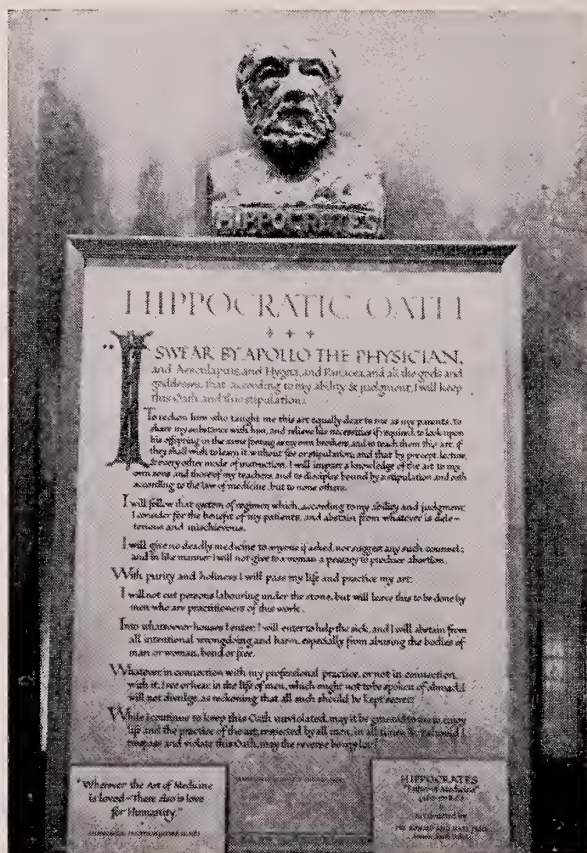 HIPPOCRATES
HIPPOCRATIC OATH
"I SWEAR BY APOLLO THE PHYSICIAN,
and Aesculapius, and Hygeia, and Panacea, and all the gods and
goddesses, that, according to my ability & judgment, I will keep
this Oath and this stipulation:
To reckon him who taught me this art equally dear to me as my parents, to
share my substance with him, and relieve his necessities if required; to look upon
his offspring in the same footing as my own brothers, and to teach them this art, if
they shall wish to learn it, without fee or stipulation, and that by precept, lecture,
& every other mode of instruction, I will impart a knowledge of the art to my
own sons, and those of my teachers, and to disciples bound by a stipulation and oath
according to the law of medicine, but to none others.
I will follow that system of regimen which, according to my ability and judgment,
I consider for the benefit of my patients, and abstain from whatever is dele-
terious and mischievous.
I will give no deadly medicine to anyone if asked, nor suggest any such counsel;
and in like manner I will not give to a woman a pessary to produce abortion.
With purity and holiness I will pass my life and practice my art.
I will not cut persons labouring under the stone, but will leave this to be done by
men who are practitioners of this work.
Into whatsoever houses I enter, I will enter to help the sick, and I will abstain from
all intentional wrongdoing and harm, especially from abusing the bodies of
man or woman, bond or free.
Whatever in connection with my professional practice, or not in connection
with it, I see or hear in the life of men, which ought not to be spoken of abroad, I
will not divulge, as reckoning that all such should be kept secret.
While I continue to keep this Oath unviolated, may it be granted to me to enjoy
life and the practice of the art, respected by all men, in all times. But should I
trespass and violate this Oath, may the reverse be my lot!
"Wherever the Art of Medicine
is loved - There also is love
for Humanity."
HIPPOCRATES
"Father of Medicine"